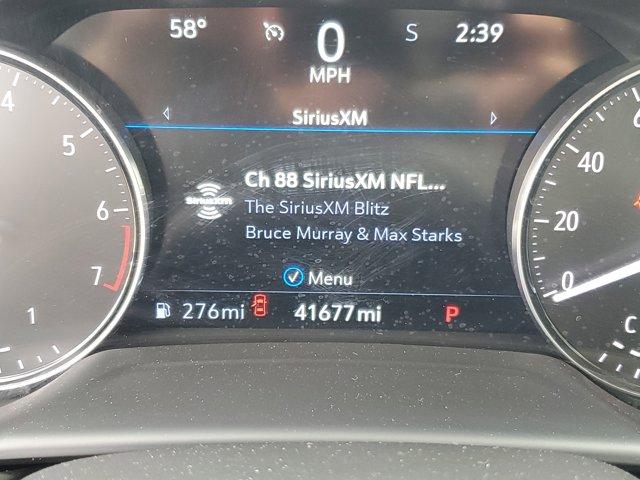 58° 0 S 2:39
MPH
SiriusXM
Ch 88 SiriusXM NFL...
SiriusXM
The SiriusXM Blitz
Bruce Murray & Max Starks
Menu
276mi 41677mi P
4
5
6
7
1
40
20
0
C